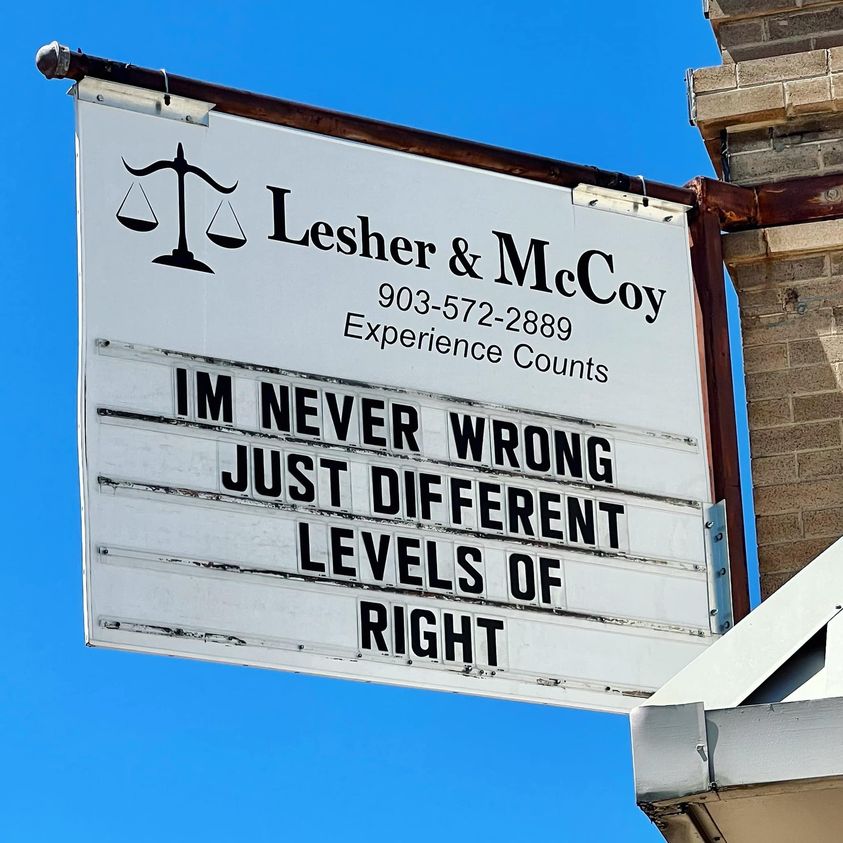 Lesher & McCoy
903-572-2889
Experience Counts
IM NEVER WRONG
JUST DIFFERENT
LEVELS OF
RIGHT